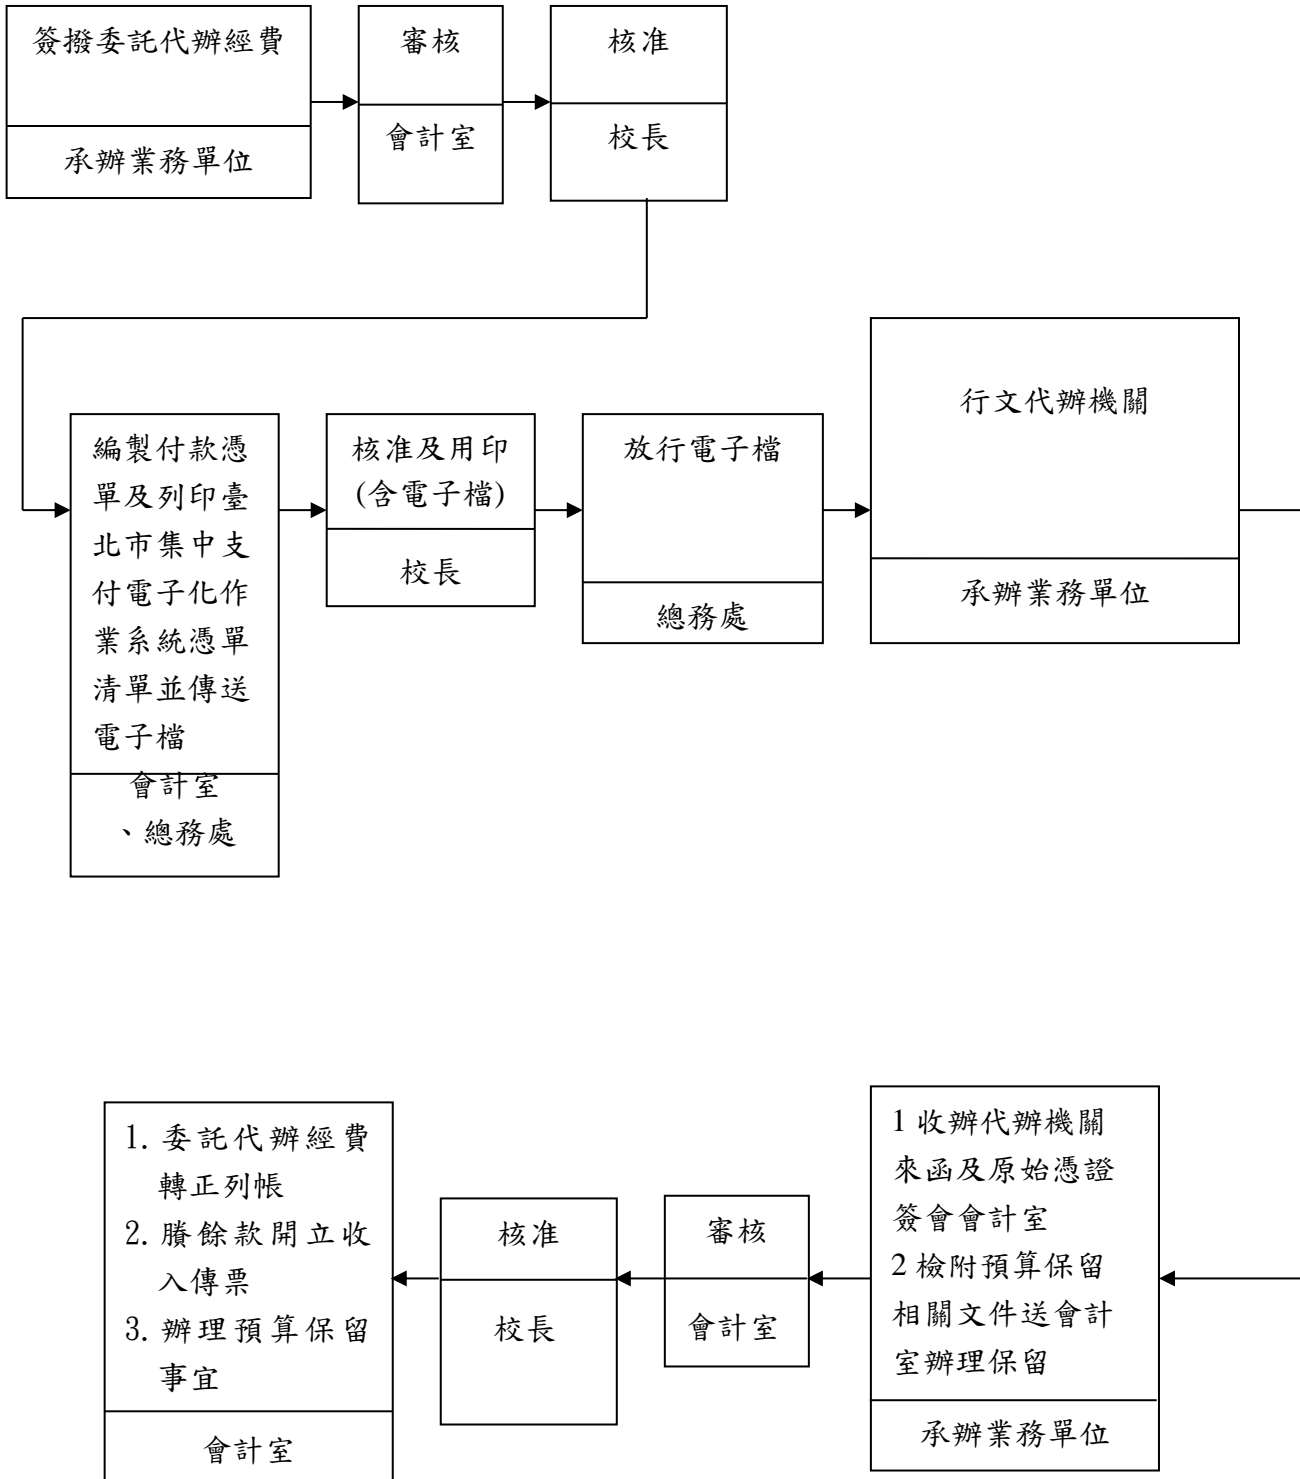 簽撥委託代辦經費
承辦業務單位
審核
會計室
核准
校長
編製付款憑
單及列印臺
北市集中支
付電子化作
業系統憑單
清單並傳送
電子檔
會計室
、總務處
核准及用印
(含電子檔)
校長
放行電子檔
總務處
行文代辦機關
承辦業務單位
1 收辦代辦機關
來函及原始憑證
簽會會計室
2 檢附預算保留
相關文件送會計
室辦理保留
承辦業務單位
審核
會計室
核准
校長
1. 委託代辦經費
轉正列帳
2. 賸餘款開立收
入傳票
3. 辦理預算保留
事宜
會計室